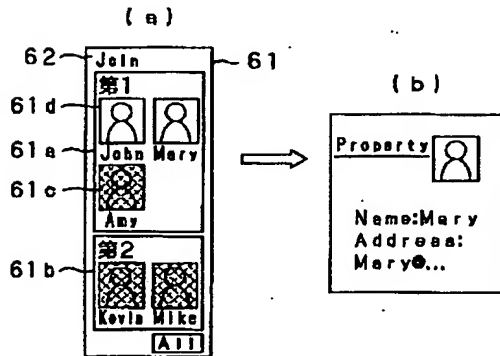 (a)
62
Join
61
第1
61d
John Mary
61a
61c
Amy
第2
61b
Kevin Mike
All
(b)
Property
Name:Mary
Address:
Mary@...